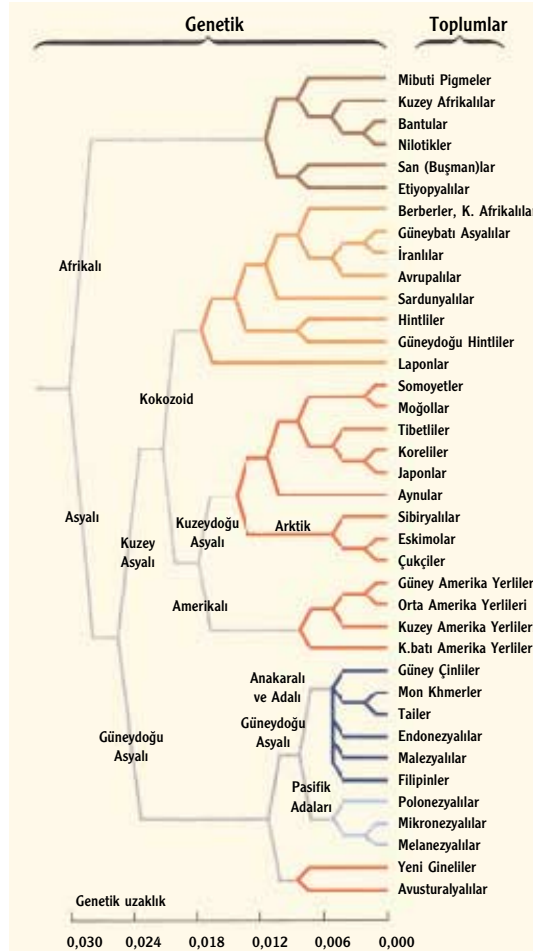 Genetik
Toplumlar
Mibuti Pigmeler
Kuzey Afrikalılar
Bantular
Nilotikler
San (Buşman)lar
Etiyopyalılar
Berberler, K. Afrikalıla
Güneybatı Asyalılar
İranlılar
Avrupalılar
Sardunyalılar
Hintliler
Güneydoğu Hintliler
Laponlar
Somoyetler
Moğollar
Tibetliler
Koreliler
Japonlar
Aynular
Sibiryalılar
Eskimolar
Çukçiler
Güney Amerika Yerliler
Orta Amerika Yerlileri
Kuzey Amerika Yerliler
K.batı Amerika Yerliler
Güney Çinliler
Mon Khmerler
Tailer
Endonezyalılar
Malezyalılar
Filipinler
Polonezyalılar
Mikronezyalılar
Melanezyalılar
Yeni Gineliler
Avusturalyalılar
Afrikalı
Kokozoid
Asyalı
Kuzey
Asyalı
Kuzeydoğu
Asyalı
Arktik
Amerikalı
Anakaralı
ve Adalı
Güneydoğu
Asyalı
Güneydoğu
Asyalı
Pasifik
Adaları
Genetik uzaklık
0,030 0,024 0,018 0,012 0,006 0,000